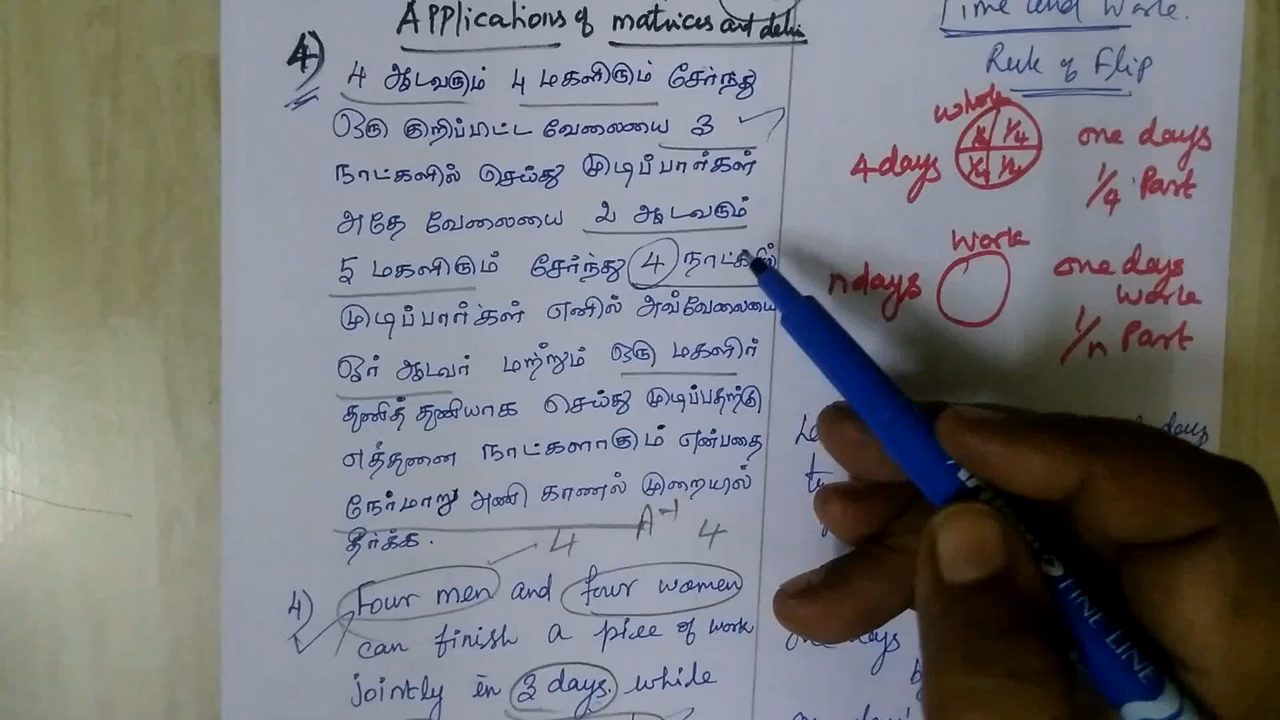 Applications of matrices and
4)
4 ஆடவரும் 4 மகளிரும் சேர்ந்து
ஒரு குறிப்பிட்ட வேலையை 3
நாட்களில் செய்து முடிப்பார்கள்
அதே வேலையை 2 ஆடவரும்
5 மகளிரும் சேர்ந்து 4
முடிப்பார்கள் எனில் அவ்வேலையை
ஓர் ஆடவர் மற்றும் ஒரு மகளிர்
தனித் தனியாக செய்து முடிப்பதற்கு
எத்தனை நாட்களாகும் என்பதை
நேர்மாறு அணி காணல் முறையில்
தீர்க்க.
4 A⁻¹ 4
4) Four men and four women
can finish a piece of work
jointly in 3 days. while
Time and Work.
Rule of Flip
whole
4 days
1/4 1/4
1/4 1/4
one days
1/4 Part
work
n days
one days
work
1/n Part
days
one days